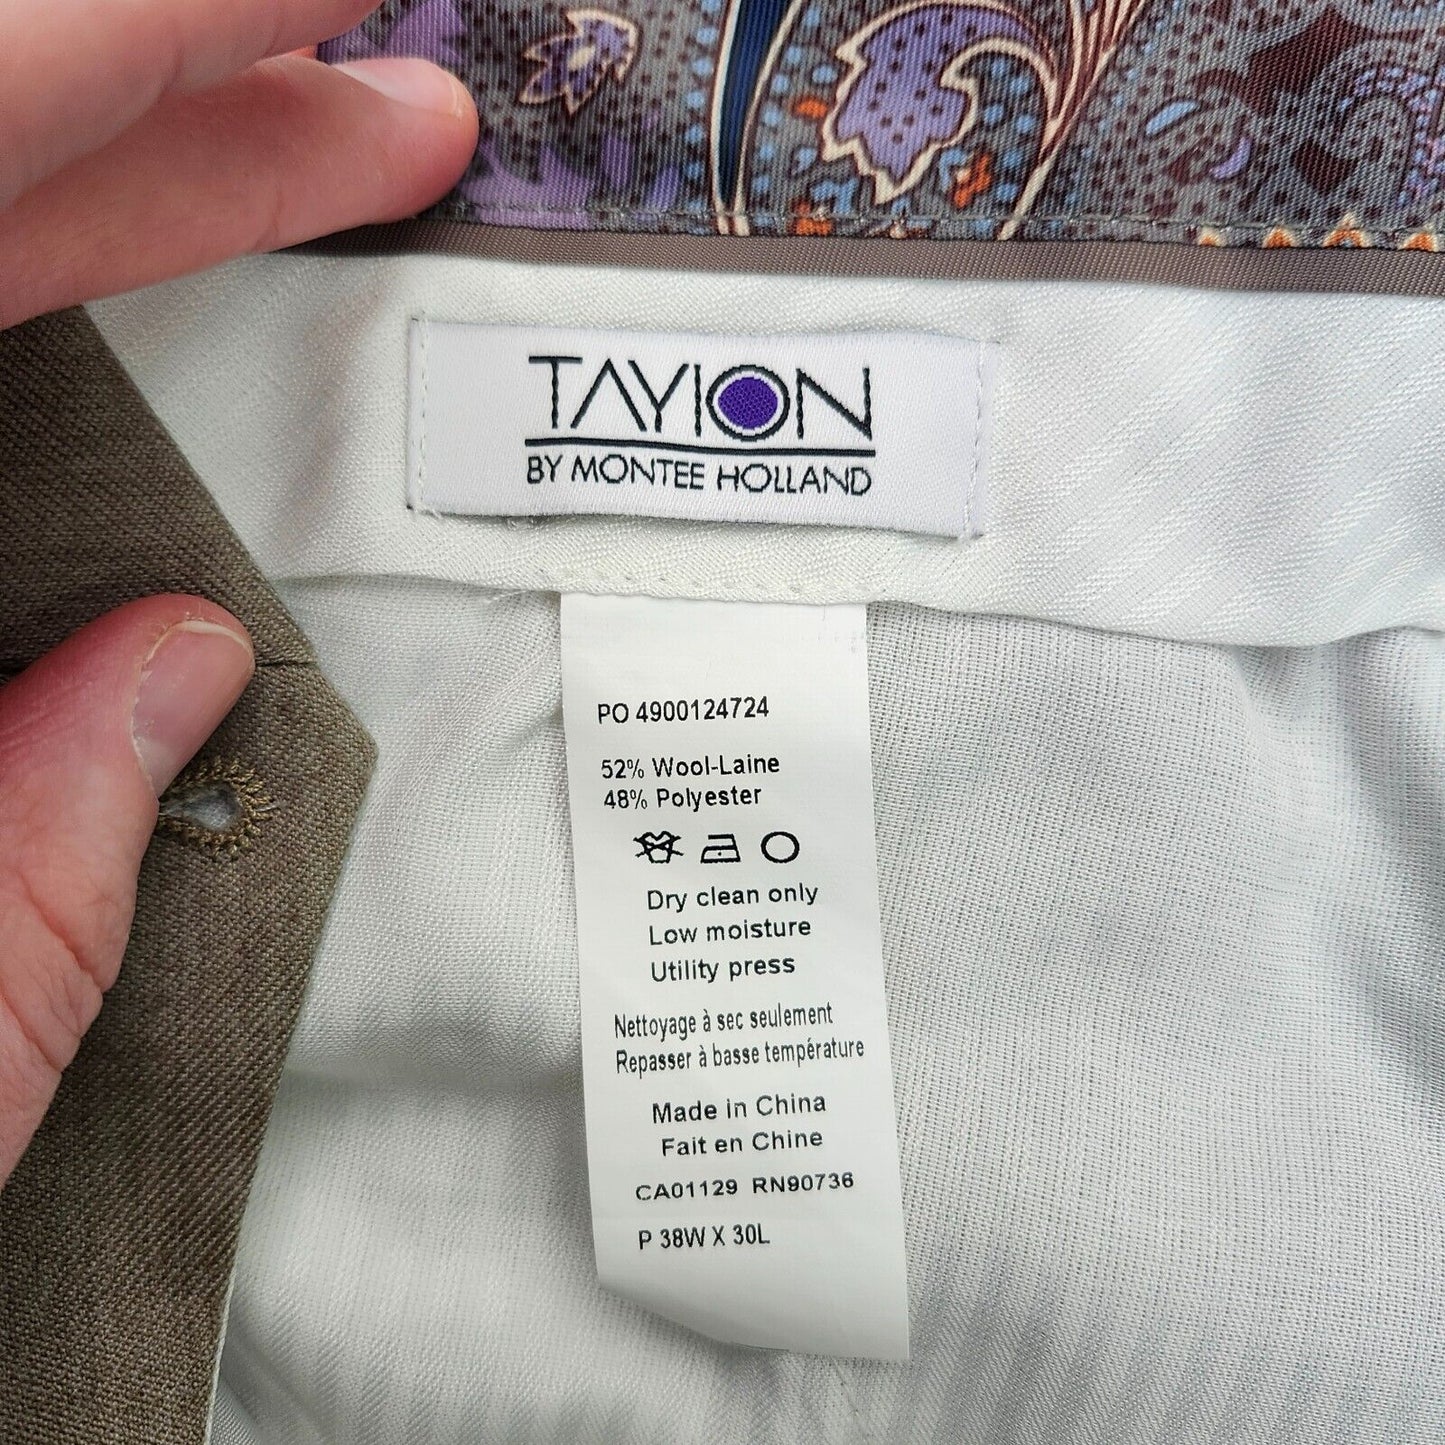 TAYION
BY MONTEE HOLLAND
PO 4900124724
52% Wool-Laine
48% Polyester
Dry clean only
Low moisture
Utility press
Nettoyage à sec seulement
Repasser à basse température
Made in China
Fait en Chine
CA01129 RN90736
P 38W X 30L